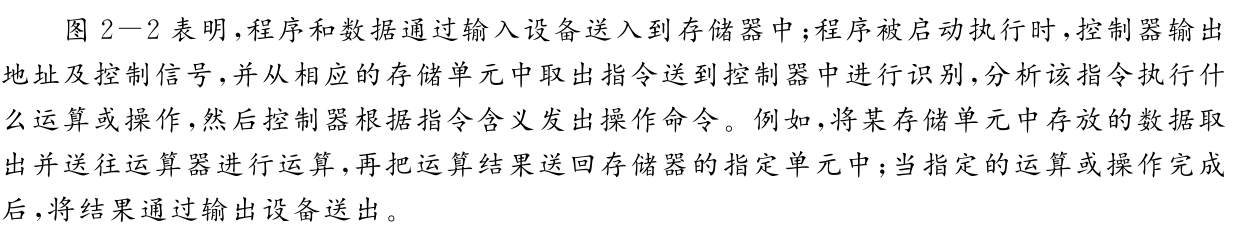 图 2—2 表明,程序和数据通过输入设备送入到存储器中;程序被启动执行时,控制器输出
地址及控制信号,并从相应的存储单元中取出指令送到控制器中进行识别,分析该指令执行什
么运算或操作,然后控制器根据指令含义发出操作命令。例如,将某存储单元中存放的数据取
出并送往运算器进行运算,再把运算结果送回存储器的指定单元中;当指定的运算或操作完成
后,将结果通过输出设备送出。